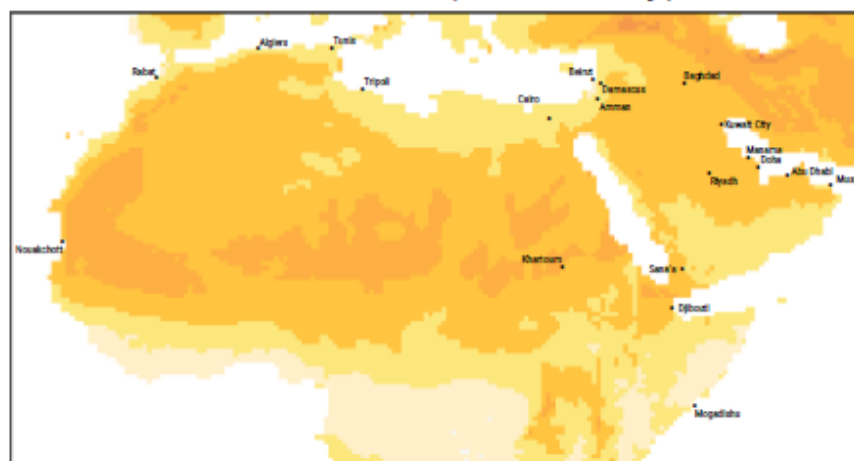 Algiers
Tunis
Rabat
Tripoli
Beirut
Damascus
Baghdad
Cairo
Amman
Kuwait City
Manama
Doha
Riyadh
Abu Dhabi
Mus
Nouakchott
Khartoum
Sana'a
Djibouti
Mogadishu